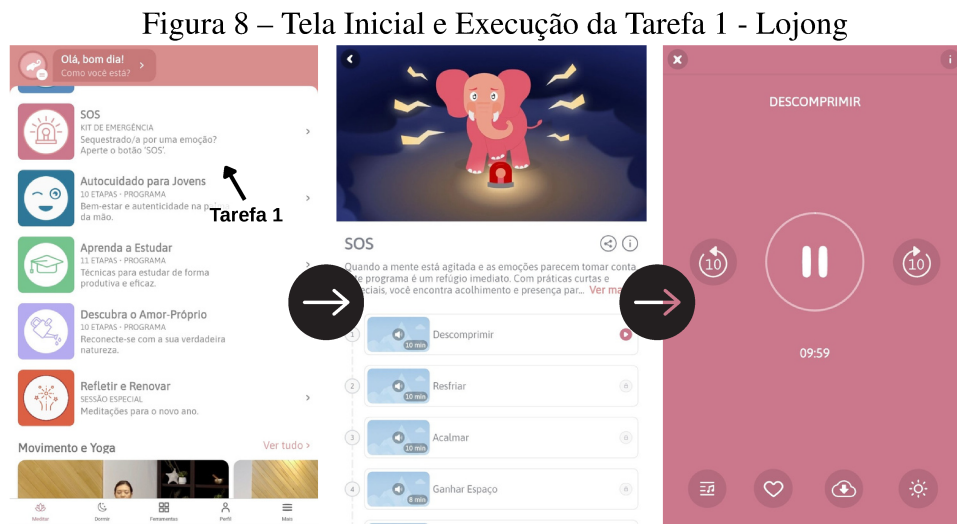 Figura 8 – Tela Inicial e Execução da Tarefa 1 - Lojong
Olá, bom dia!
Como você está?
SOS
KIT DE EMERGÊNCIA
Sequestrado/a por uma emoção?
Aperte o botão 'SOS'.
Autocuidado para Jovens
10 ETAPAS • PROGRAMA
Bem-estar e autenticidade na
da mão.
Tarefa 1
Aprenda a Estudar
11 ETAPAS • PROGRAMA
Técnicas para estudar de forma
produtiva e eficaz.
Descubra o Amor-Próprio
10 ETAPAS • PROGRAMA
Reconecte-se com a sua verdadeira
natureza.
Refletir e Renovar
SESSÃO ESPECIAL
Meditações para o novo ano.
Movimento e Yoga
Ver tudo >
Meditar
Dormir
Ferramentas
Perfil
Mais
SOS
Quando a mente está agitada e as emoções parecem tomar conta
programa é um refúgio imediato. Com práticas curtas e
você encontra acolhimento e presença par... Ver
1
10 min
Descomprimir
2
10 min
Resfriar
3
10 min
Acalmar
4
8 min
Ganhar Espaço
DESCOMPRIMIR
10
10
09:59